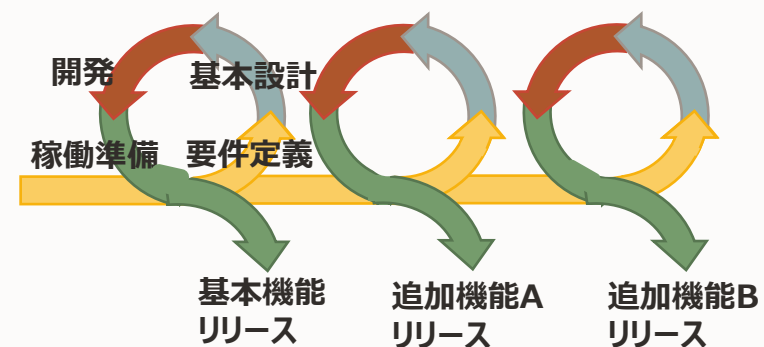 開発
基本設計
稼働準備
要件定義
基本機能
リリース
追加機能A
リリース
追加機能B
リリース